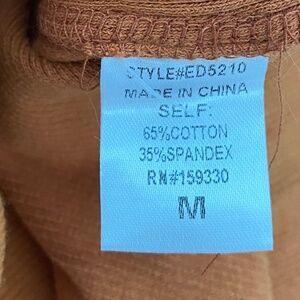 STYLE#ED5210
MADE IN CHINA
SELF:
65%COTTON
35%SPANDEX
RN#159330
M